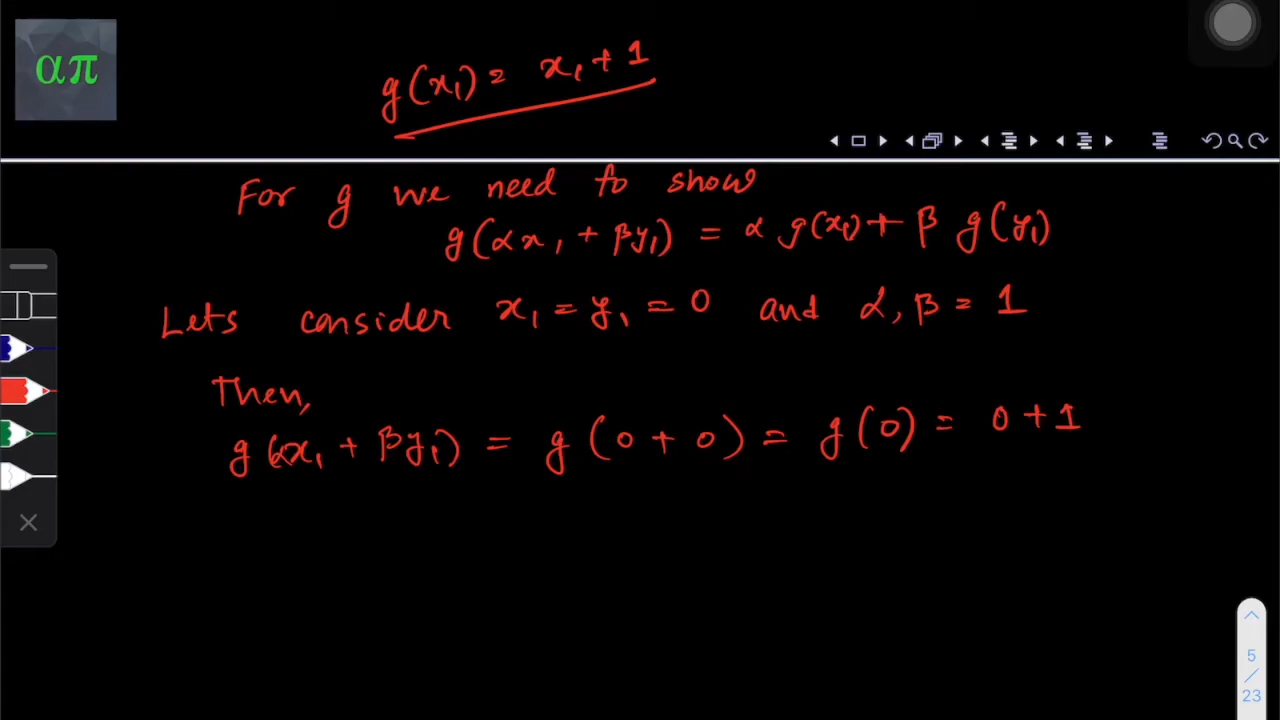 απ
g(x₁) = x₁ + 1
For g we need to show
g(αx₁ + βy₁) = α g(x₁) + β g(y₁)
Lets consider x₁ = y₁ = 0 and α, β = 1
Then,
g(αx₁ + βy₁) = g(0 + 0) = g(0) = 0 + 1
5
/
23